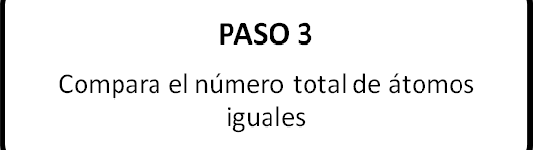 PASO 3
Compara el número total de átomos
iguales